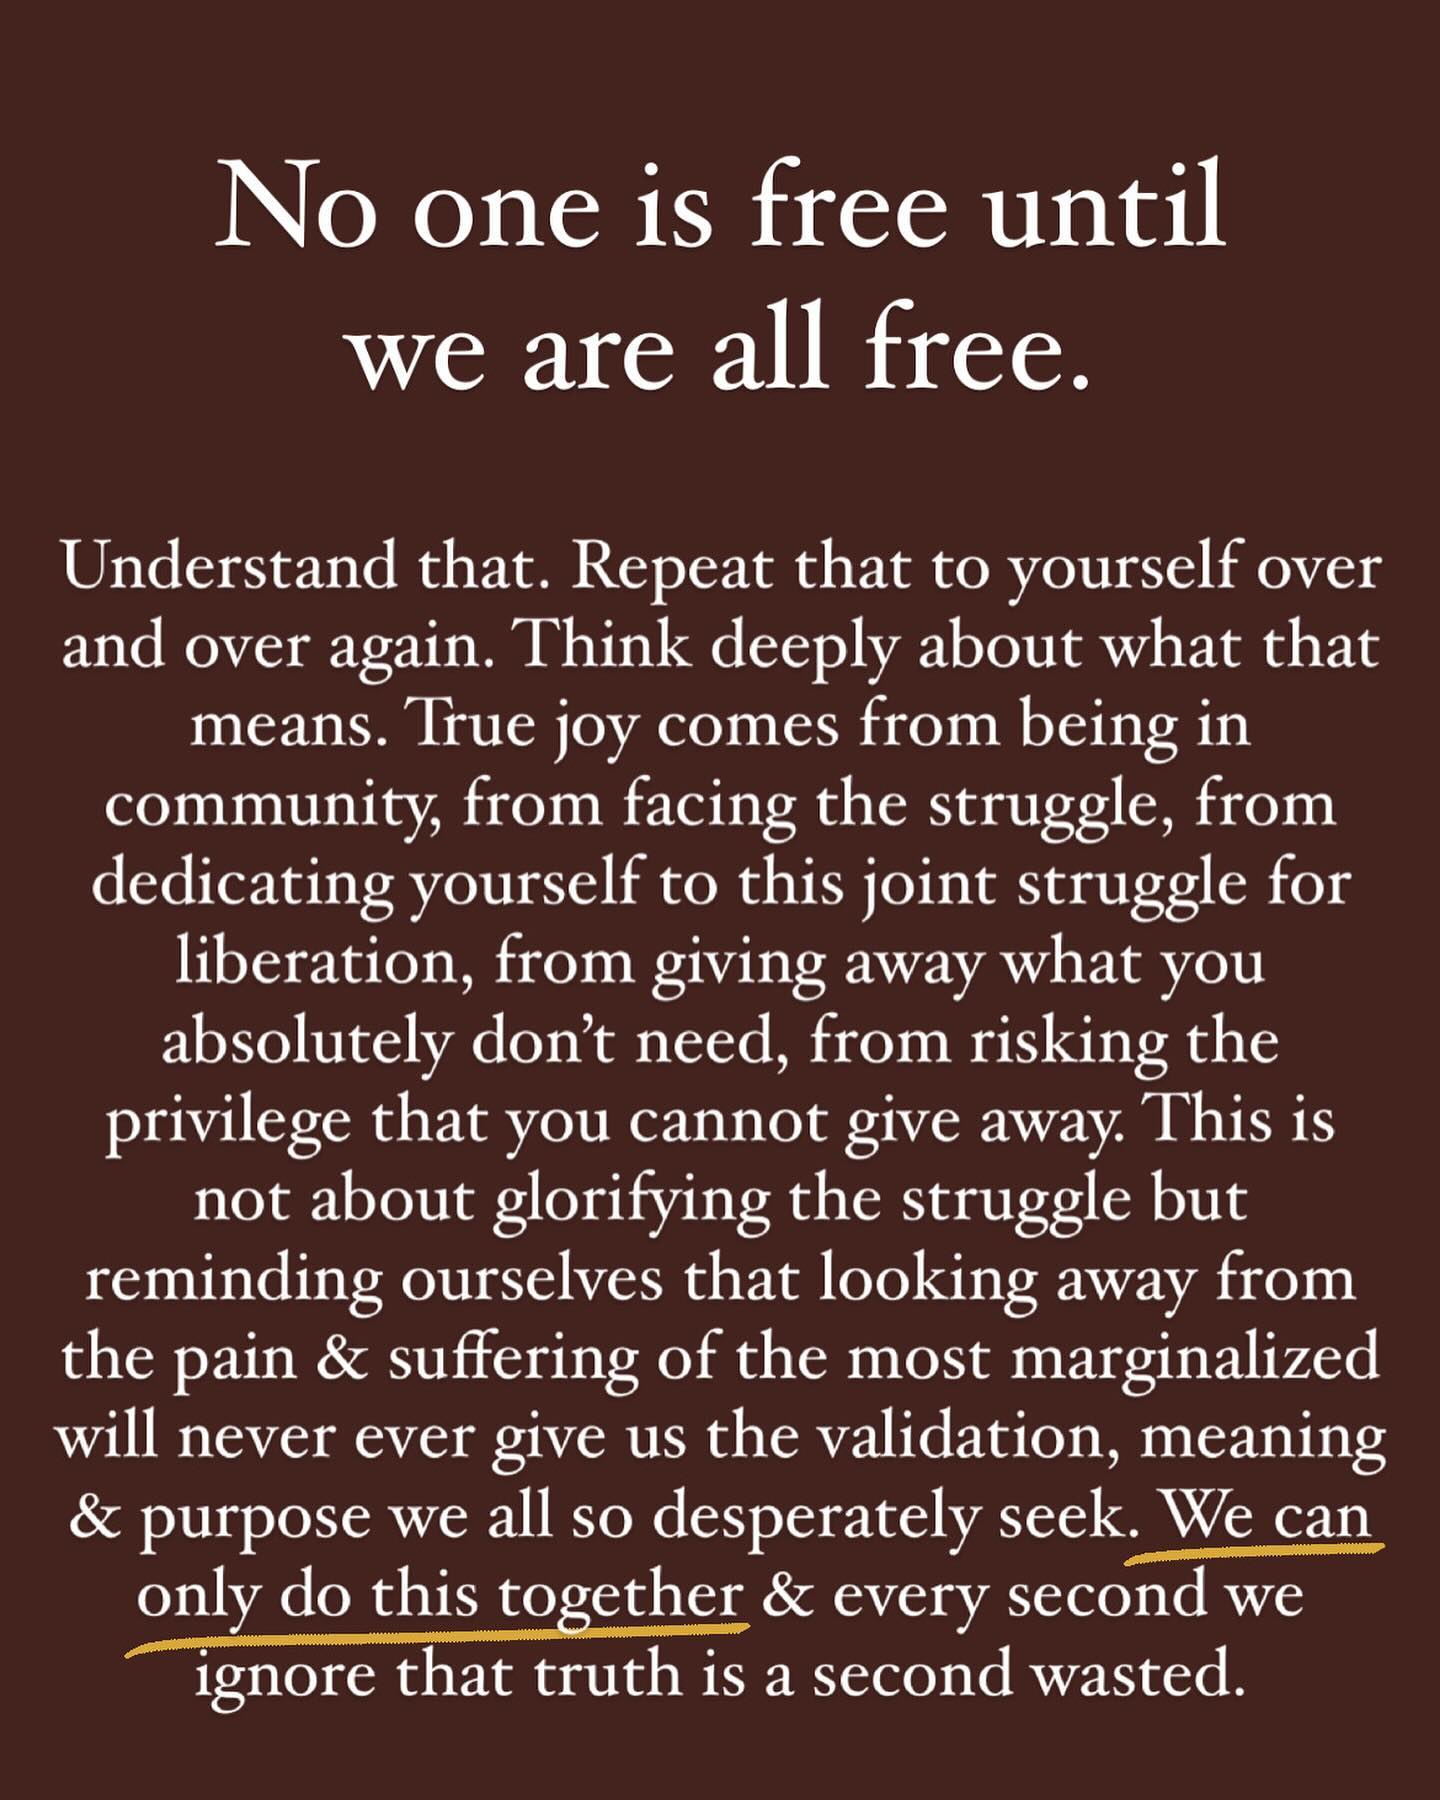 No one is free until
we are all free.
Understand that. Repeat that to yourself over
and over again. Think deeply about what that
means. True joy comes from being in
community, from facing the struggle, from
dedicating yourself to this joint struggle for
liberation, from giving away what you
absolutely don’t need, from risking the
privilege that you cannot give away. This is
not about glorifying the struggle but
reminding ourselves that looking away from
the pain & suffering of the most marginalized
will never ever give us the validation, meaning
& purpose we all so desperately seek. We can
only do this together & every second we
ignore that truth is a second wasted.